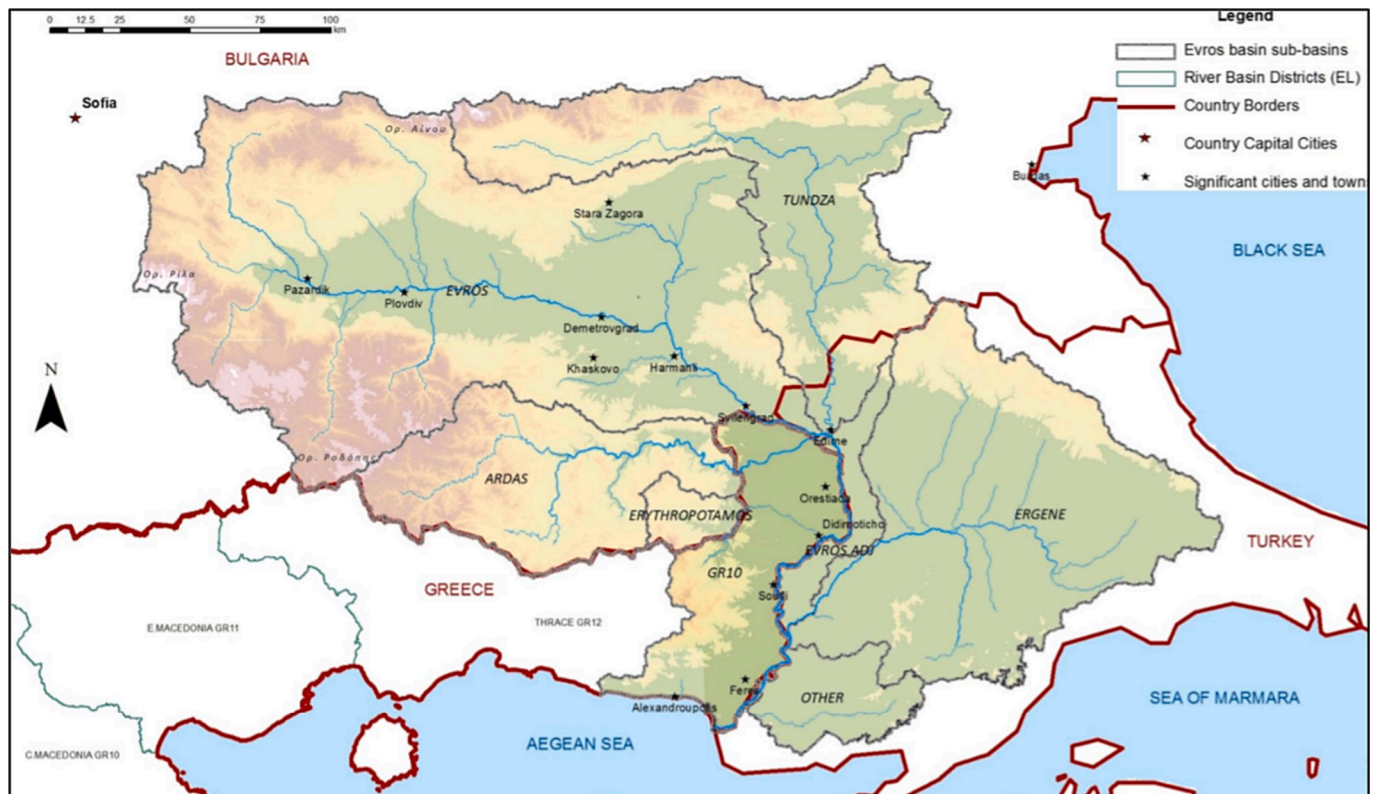 0 12.5 25 50 75 100
km
Legend
Evros basin sub-basins
River Basin Districts (EL)
Country Borders
Country Capital Cities
Significant cities and town
BULGARIA
Sofia
Ορ. Αίνου
TUNDZA
Burgas
Stara Zagora
BLACK SEA
Ορ. Ρίλα
Pazardik
Plovdiv
EVROS
Demetrovgrad
Khaskovo
Harmanli
N
Svilengrad
Edirne
Ορ. Ροδόπης
ARDAS
Orestiada
ERYTHROPOTAMOS
Didimoticho
ERGENE
EVROS ADJ
TURKEY
GR10
GREECE
Soufli
THRACE GR12
E.MACEDONIA GR11
Feres
OTHER
SEA OF MARMARA
Alexandroupolis
AEGEAN SEA
C.MACEDONIA GR10